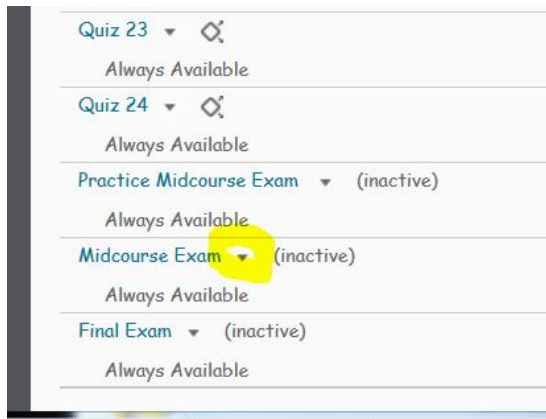 Quiz 23
Always Available
Quiz 24
Always Available
Practice Midcourse Exam (inactive)
Always Available
Midcourse Exam (inactive)
Always Available
Final Exam (inactive)
Always Available